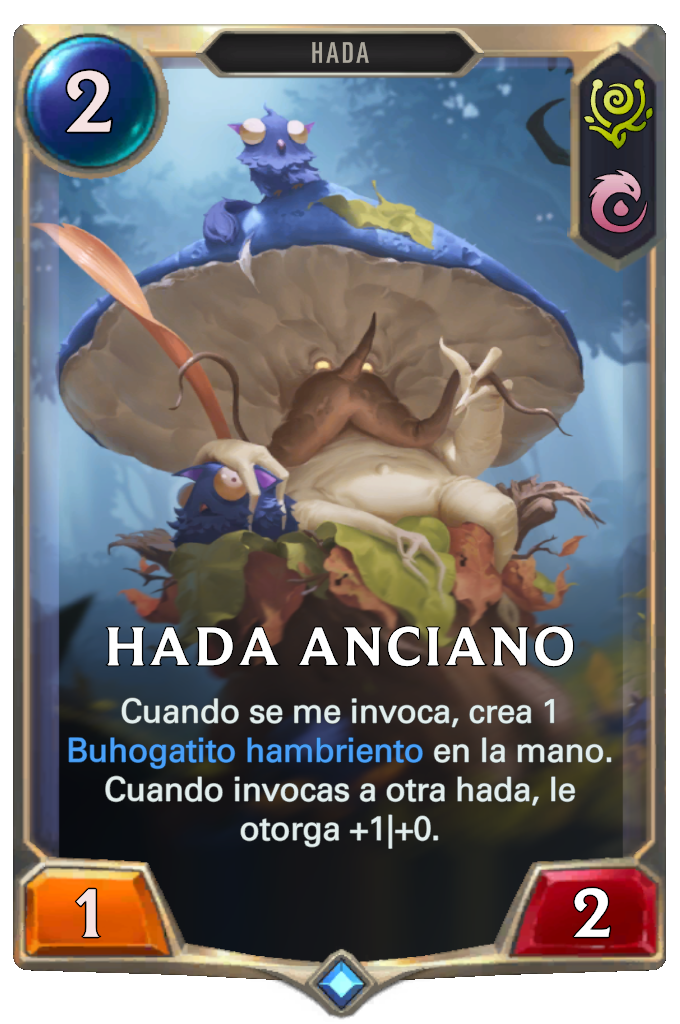 HADA
2
HADA ANCIANO
Cuando se me invoca, crea 1
Buhogatito hambriento en la mano.
Cuando invocas a otra hada, le
otorga +1|+0.
1
2